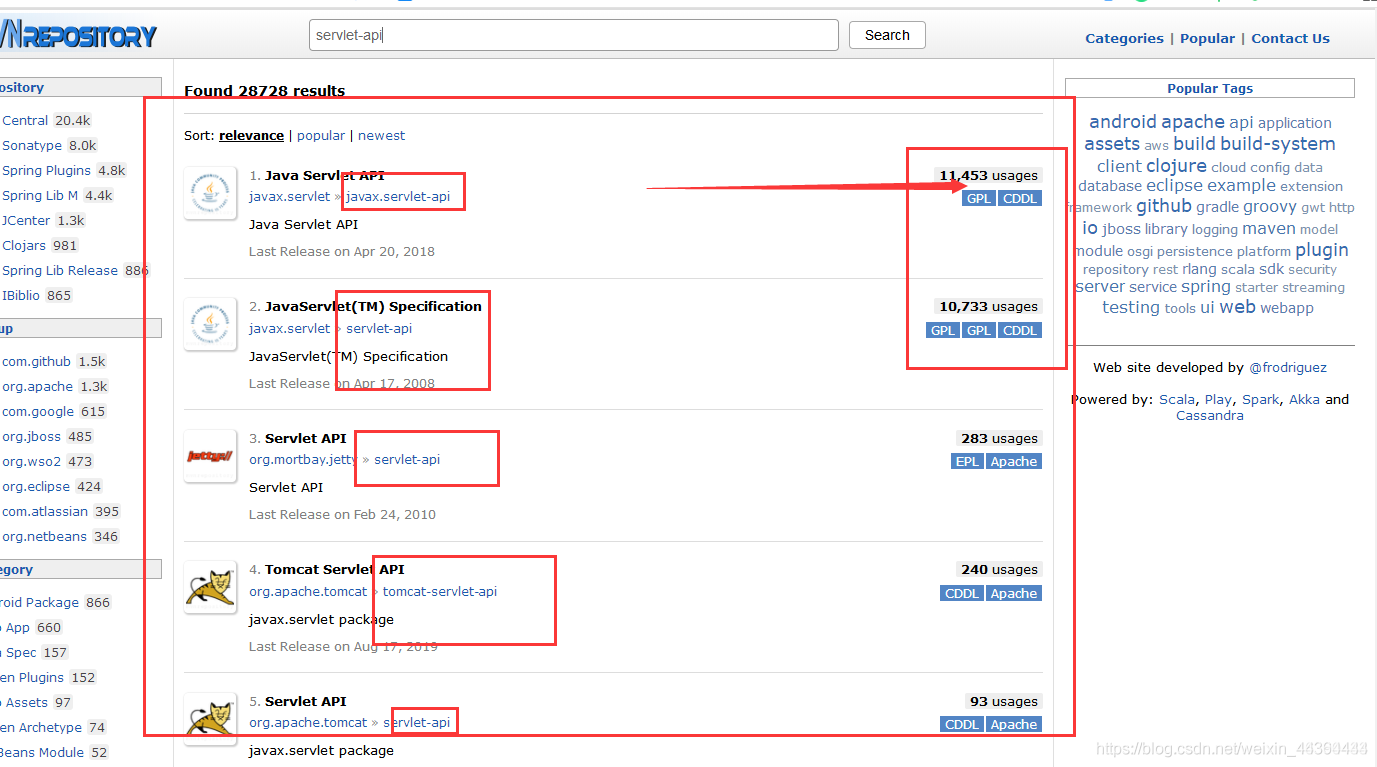 VNREPOSITORY
servlet-api
Search
Categories | Popular | Contact Us
ository
Central 20.4k
Sonatype 8.0k
Spring Plugins 4.8k
Spring Lib M 4.4k
JCenter 1.3k
Clojars 981
Spring Lib Release 886
IBiblio 865
up
com.github 1.5k
org.apache 1.3k
com.google 615
org.jboss 485
org.wso2 473
org.eclipse 424
com.atlassian 395
org.netbeans 346
egory
roid Package 866
App 660
Spec 157
en Plugins 152
Assets 97
en Archetype 74
Beans Module 52
Found 28728 results
Sort: relevance | popular | newest
1. Java Servlet API
11,453 usages
javax.servlet » javax.servlet-api
GPL CDDL
Java Servlet API
Last Release on Apr 20, 2018
2. JavaServlet(TM) Specification
10,733 usages
javax.servlet » servlet-api
GPL GPL CDDL
JavaServlet(TM) Specification
Last Release on Apr 17, 2008
3. Servlet API
283 usages
org.mortbay.jetty » servlet-api
EPL Apache
Servlet API
Last Release on Feb 24, 2010
jetty://
4. Tomcat Servlet API
240 usages
org.apache.tomcat » tomcat-servlet-api
CDDL Apache
javax.servlet package
Last Release on Aug 17, 2019
5. Servlet API
93 usages
org.apache.tomcat » servlet-api
CDDL Apache
javax.servlet package
Popular Tags
android apache api application
assets aws build build-system
client clojure cloud config data
database eclipse example extension
framework github gradle groovy gwt http
io jboss library logging maven model
module osgi persistence platform plugin
repository rest rlang scala sdk security
server service spring starter streaming
testing tools ui web webapp
Web site developed by @frodriguez
Powered by: Scala, Play, Spark, Akka and
Cassandra